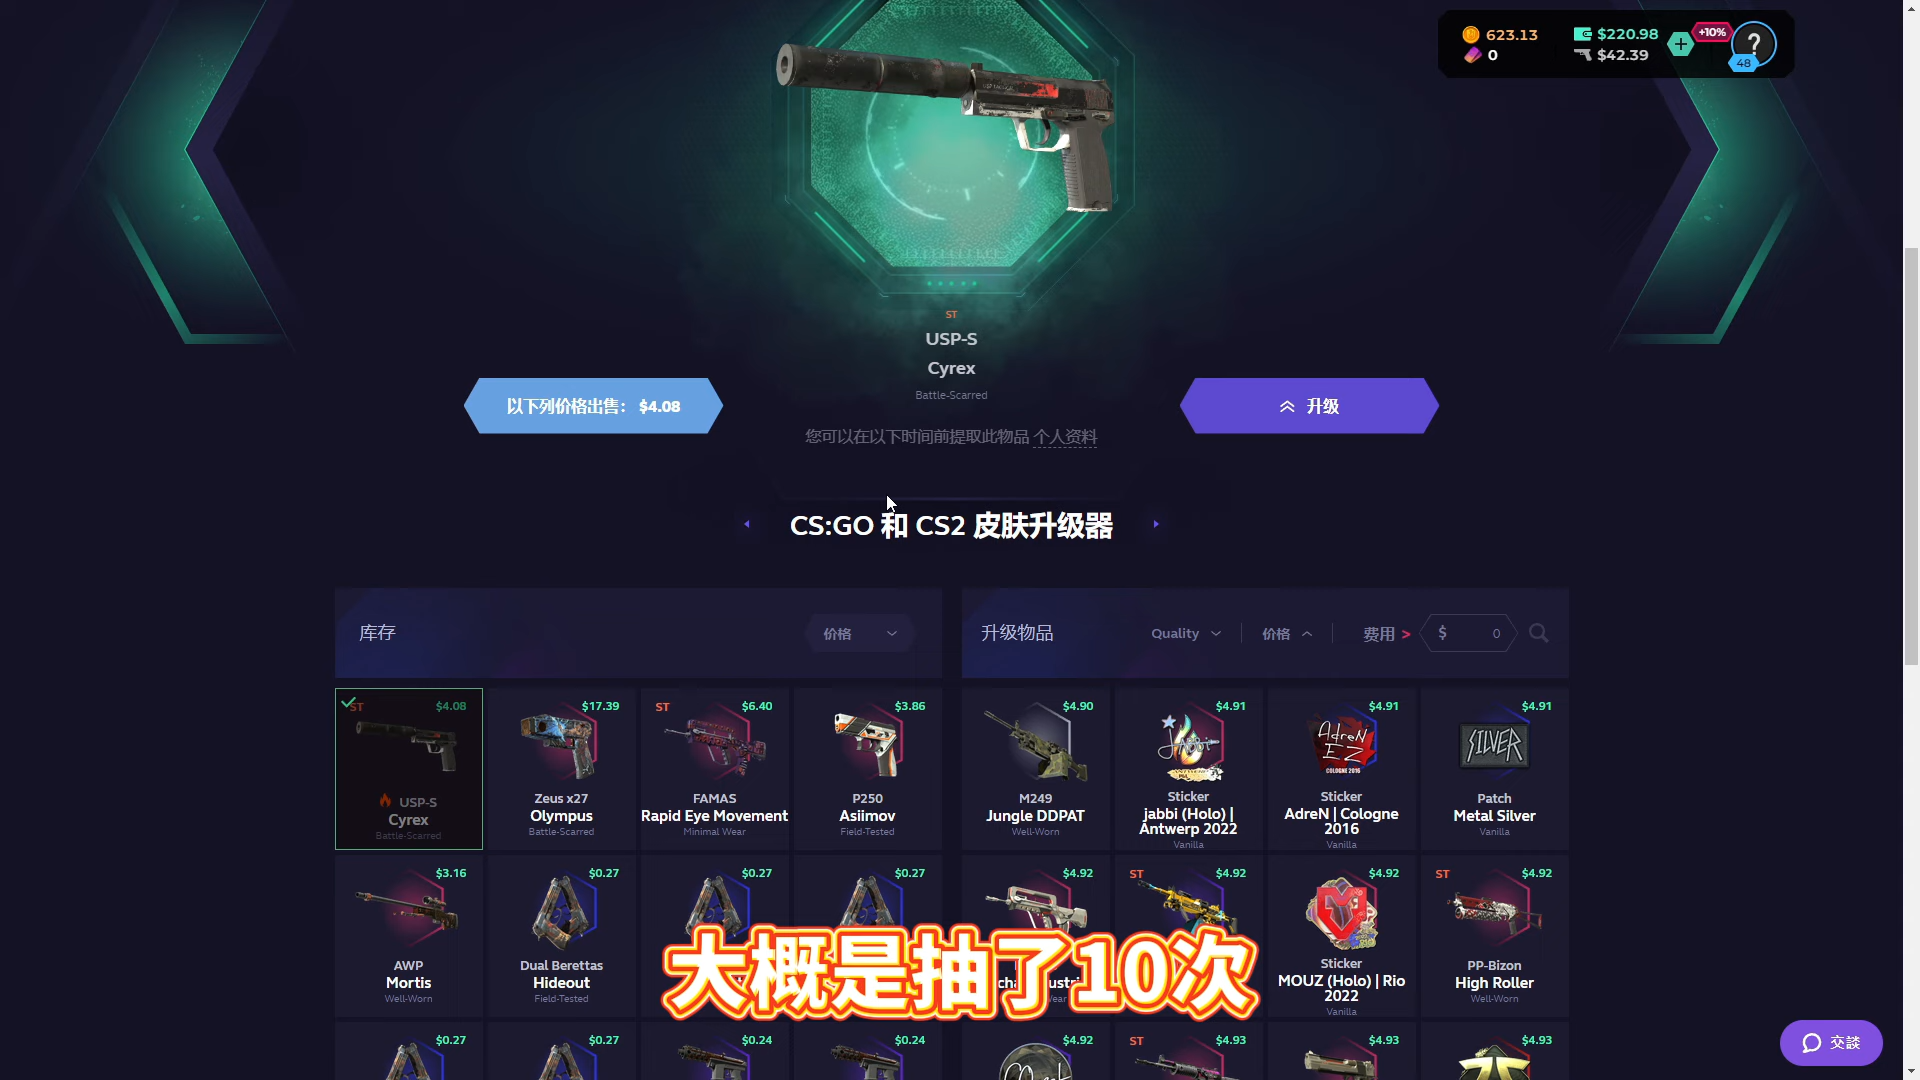 623.13
$220.98
+10%
0
$42.39
?
48
ST
USP-S
Cyrex
Battle-Scarred
以下列价格出售： $4.08
升级
您可以在以下时间前提取此物品 个人资料
CS:GO 和 CS2 皮肤升级器
库存
价格
升级物品
Quality
价格
费用 >
$ 0
ST $4.08
USP-S
Cyrex
Battle-Scarred
$17.39
Zeus x27
Olympus
Battle-Scarred
ST $6.40
FAMAS
Rapid Eye Movement
Minimal Wear
$3.86
P250
Asiimov
Field-Tested
$4.90
M249
Jungle DDPAT
Well-Worn
$4.91
Sticker
jabbi (Holo) |
Antwerp 2022
Vanilla
$4.91
AdreN
EZ
COLOGNE 2016
Sticker
AdreN | Cologne
2016
Vanilla
$4.91
SILVER
Patch
Metal Silver
Vanilla
$3.16
AWP
Mortis
Well-Worn
$0.27
Dual Berettas
Hideout
Field-Tested
$0.27
$0.27
$4.92
ST $4.92
$4.92
Sticker
MOUZ (Holo) | Rio
2022
Vanilla
ST $4.92
PP-Bizon
High Roller
Well-Worn
大概是抽了10次
$0.27
$0.27
$0.24
$0.24
$4.92
ST $4.93
$4.93
$4.93
交談